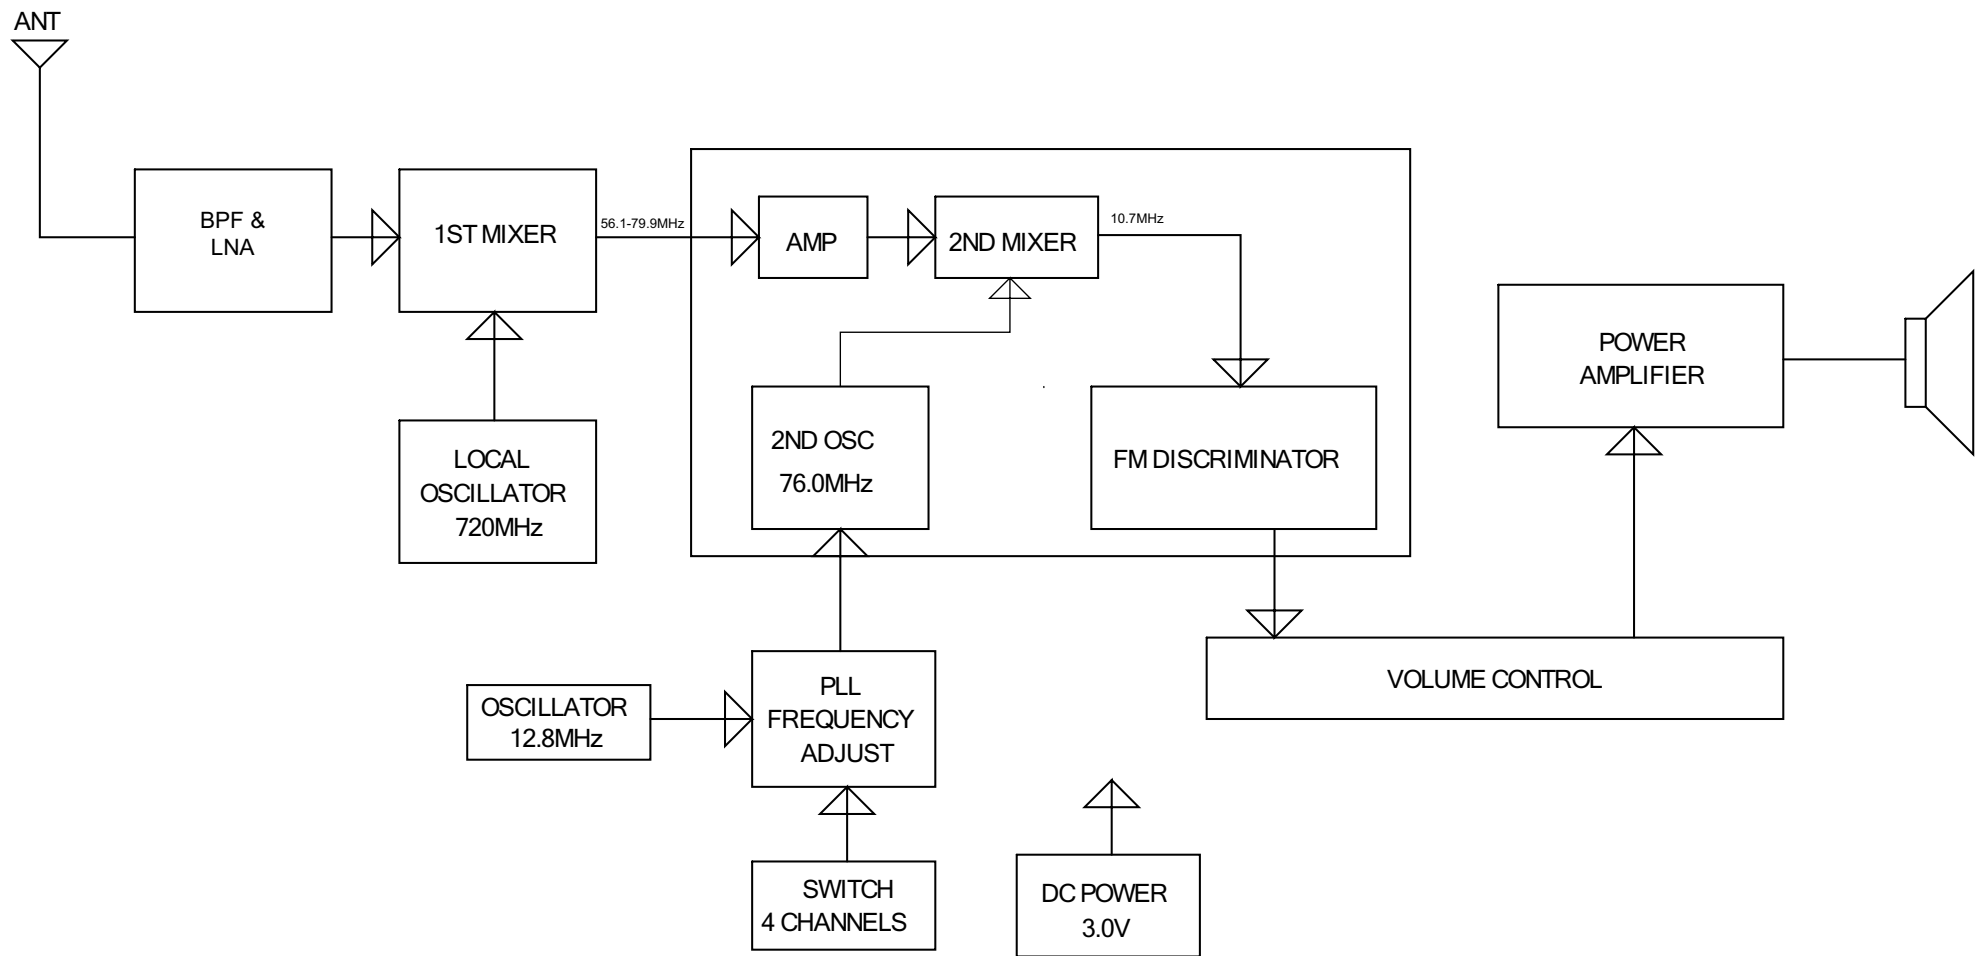 ANT
BPF &
LNA
1ST MIXER
56.1-79.9MHz
AMP
2ND MIXER
10.7MHz
LOCAL
OSCILLATOR
720MHz
2ND OSC
76.0MHz
FM DISCRIMINATOR
POWER
AMPLIFIER
OSCILLATOR
12.8MHz
PLL
FREQUENCY
ADJUST
VOLUME CONTROL
SWITCH
4 CHANNELS
DC POWER
3.0V